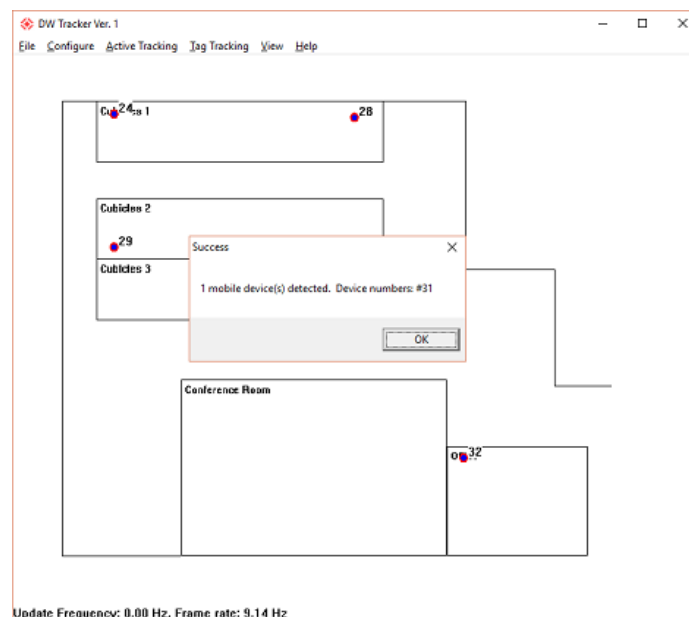 DW Tracker Ver. 1
File Configure Active Tracking Tag Tracking View Help
24
1
28
Cubicles 2
29
Cubicles 3
Success
1 mobile device(s) detected. Device numbers: #31
OK
Conference Room
32
Update Frequency: 0.00 Hz, Frame rate: 9.14 Hz